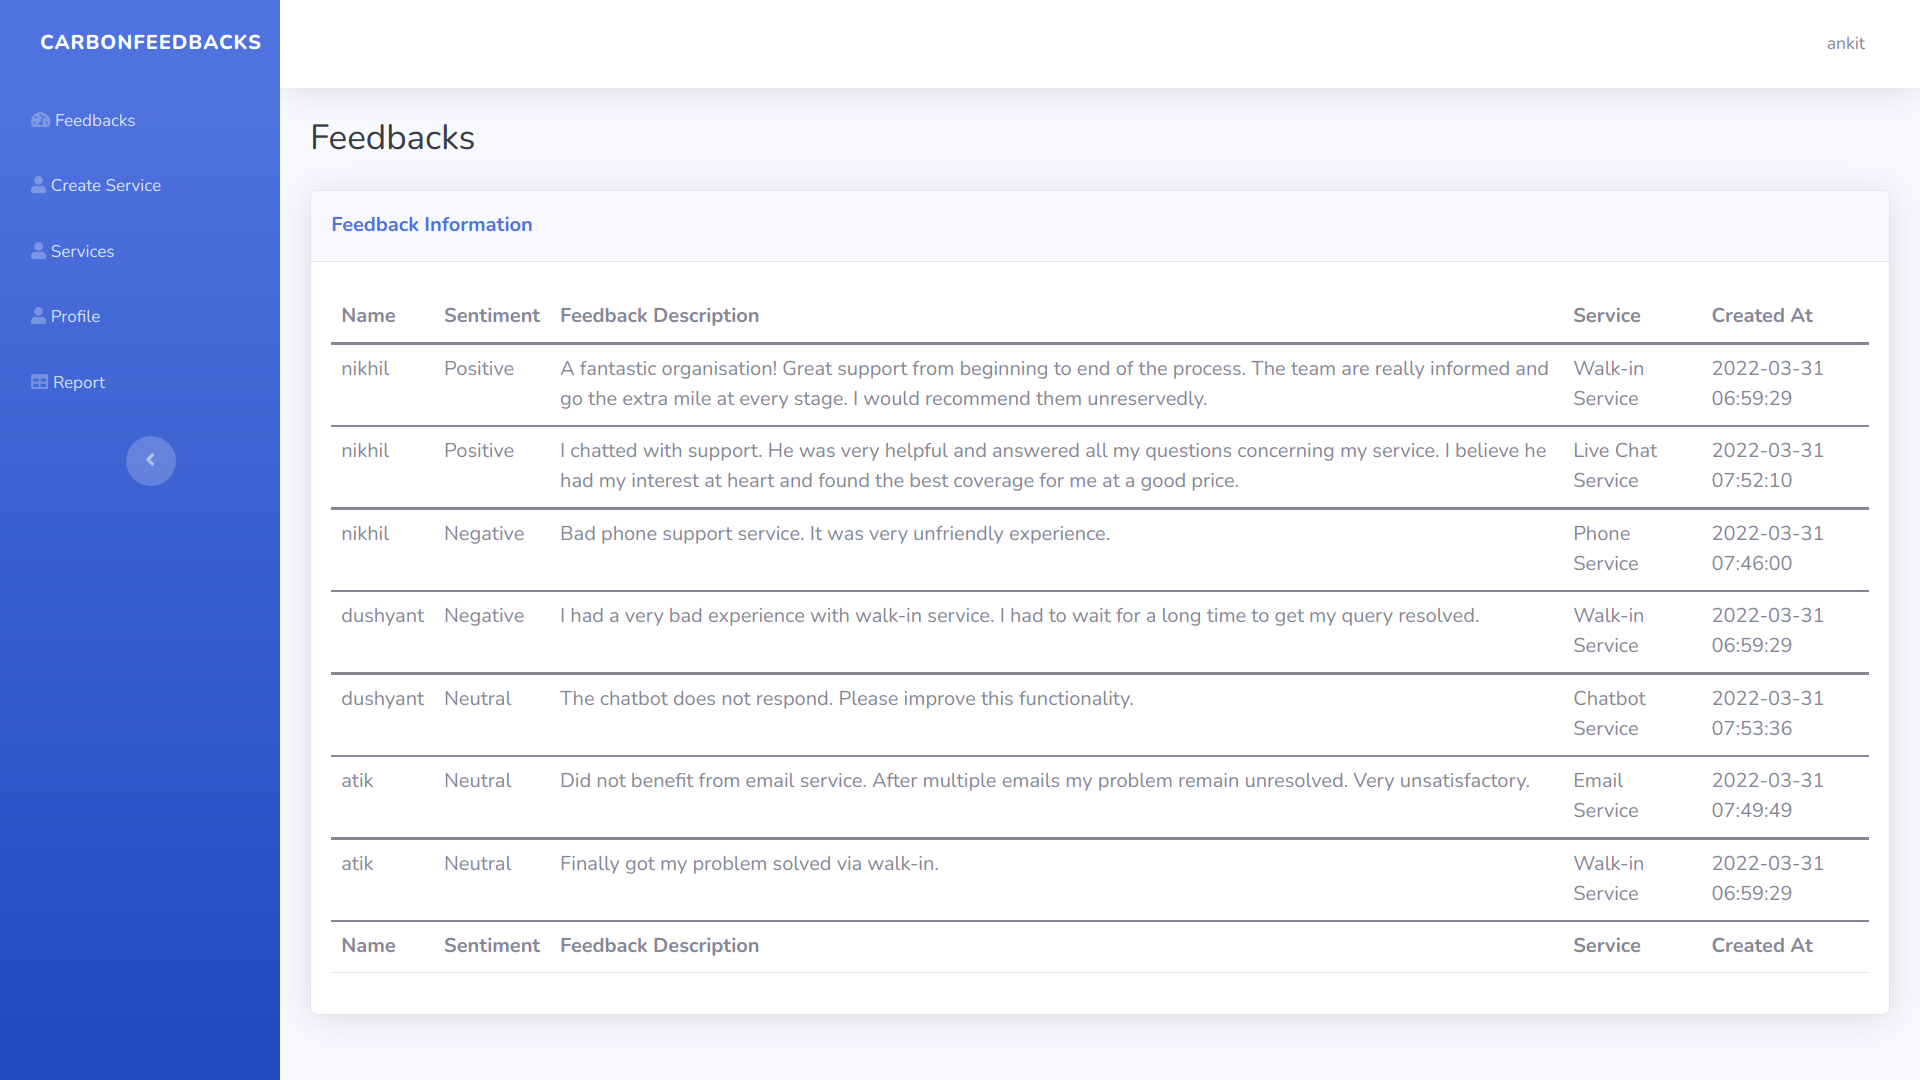 CARBONFEEDBACKS
ankit
Feedbacks
Create Service
Services
Profile
Report
Feedbacks
Feedback Information
Name Sentiment Feedback Description Service Created At
nikhil Positive A fantastic organisation! Great support from beginning to end of the process. The team are really informed and Walk-in 2022-03-31
go the extra mile at every stage. I would recommend them unreservedly. Service 06:59:29
nikhil Positive I chatted with support. He was very helpful and answered all my questions concerning my service. I believe he Live Chat 2022-03-31
had my interest at heart and found the best coverage for me at a good price. Service 07:52:10
nikhil Negative Bad phone support service. It was very unfriendly experience. Phone 2022-03-31
Service 07:46:00
dushyant Negative I had a very bad experience with walk-in service. I had to wait for a long time to get my query resolved. Walk-in 2022-03-31
Service 06:59:29
dushyant Neutral The chatbot does not respond. Please improve this functionality. Chatbot 2022-03-31
Service 07:53:36
atik Neutral Did not benefit from email service. After multiple emails my problem remain unresolved. Very unsatisfactory. Email 2022-03-31
Service 07:49:49
atik Neutral Finally got my problem solved via walk-in. Walk-in 2022-03-31
Service 06:59:29
Name Sentiment Feedback Description Service Created At